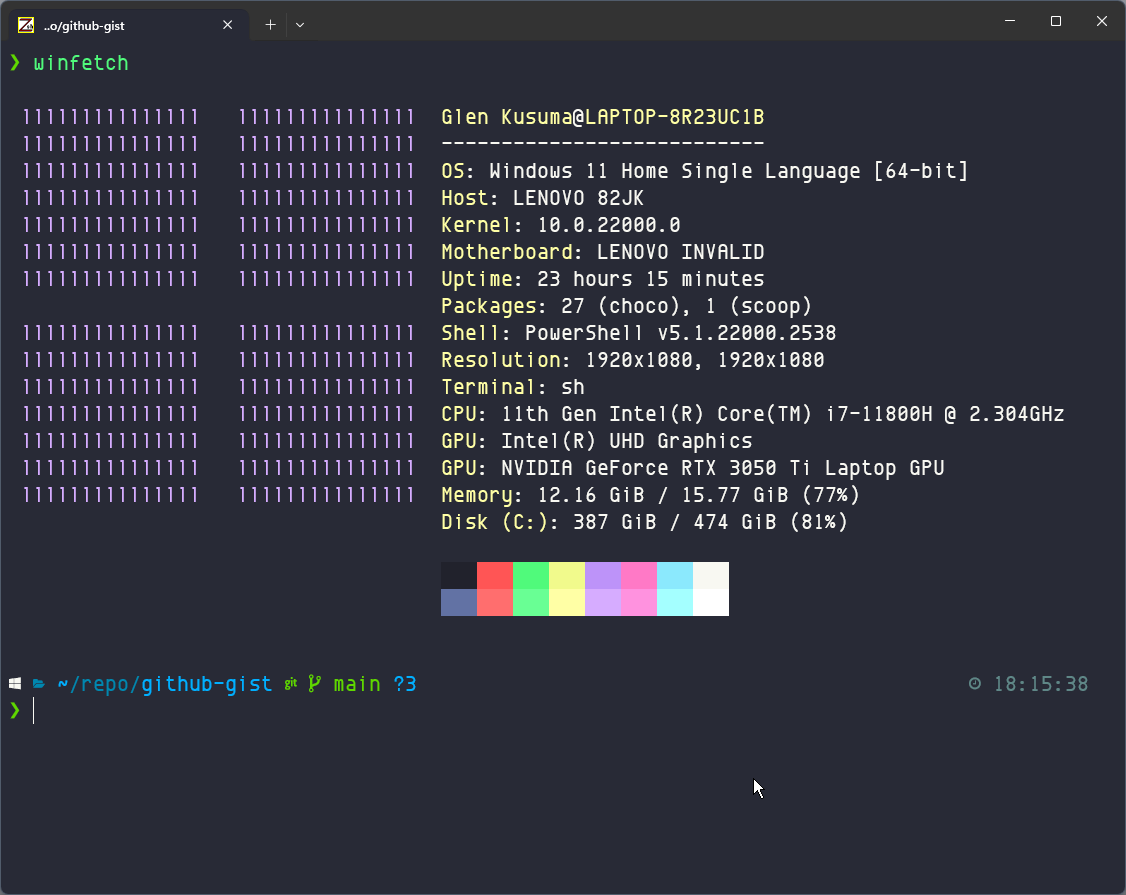 ..o/github-gist
❯ winfetch
lllllllllllllll   lllllllllllllll  Glen Kusuma@LAPTOP-8R23UC1B
lllllllllllllll   lllllllllllllll  ---------------------------
lllllllllllllll   lllllllllllllll  OS: Windows 11 Home Single Language [64-bit]
lllllllllllllll   lllllllllllllll  Host: LENOVO 82JK
lllllllllllllll   lllllllllllllll  Kernel: 10.0.22000.0
lllllllllllllll   lllllllllllllll  Motherboard: LENOVO INVALID
lllllllllllllll   lllllllllllllll  Uptime: 23 hours 15 minutes
Packages: 27 (choco), 1 (scoop)
lllllllllllllll   lllllllllllllll  Shell: PowerShell v5.1.22000.2538
lllllllllllllll   lllllllllllllll  Resolution: 1920x1080, 1920x1080
lllllllllllllll   lllllllllllllll  Terminal: sh
lllllllllllllll   lllllllllllllll  CPU: 11th Gen Intel(R) Core(TM) i7-11800H @ 2.304GHz
lllllllllllllll   lllllllllllllll  GPU: Intel(R) UHD Graphics
lllllllllllllll   lllllllllllllll  GPU: NVIDIA GeForce RTX 3050 Ti Laptop GPU
lllllllllllllll   lllllllllllllll  Memory: 12.16 GiB / 15.77 GiB (77%)
Disk (C:): 387 GiB / 474 GiB (81%)
~/repo/github-gist git main ?3 18:15:38
❯